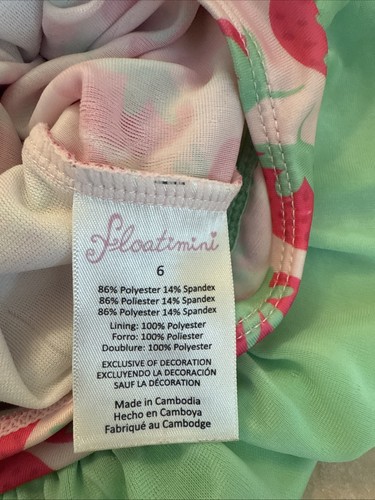 floatimini
6
86% Polyester 14% Spandex
86% Poliester 14% Spandex
86% Polyester 14% Spandex
Lining: 100% Polyester
Forro: 100% Poliester
Doublure: 100% Polyester
EXCLUSIVE OF DECORATION
EXCLUYENDO LA DECORACIÓN
SAUF LA DÉCORATION
Made in Cambodia
Hecho en Camboya
Fabriqué au Cambodge